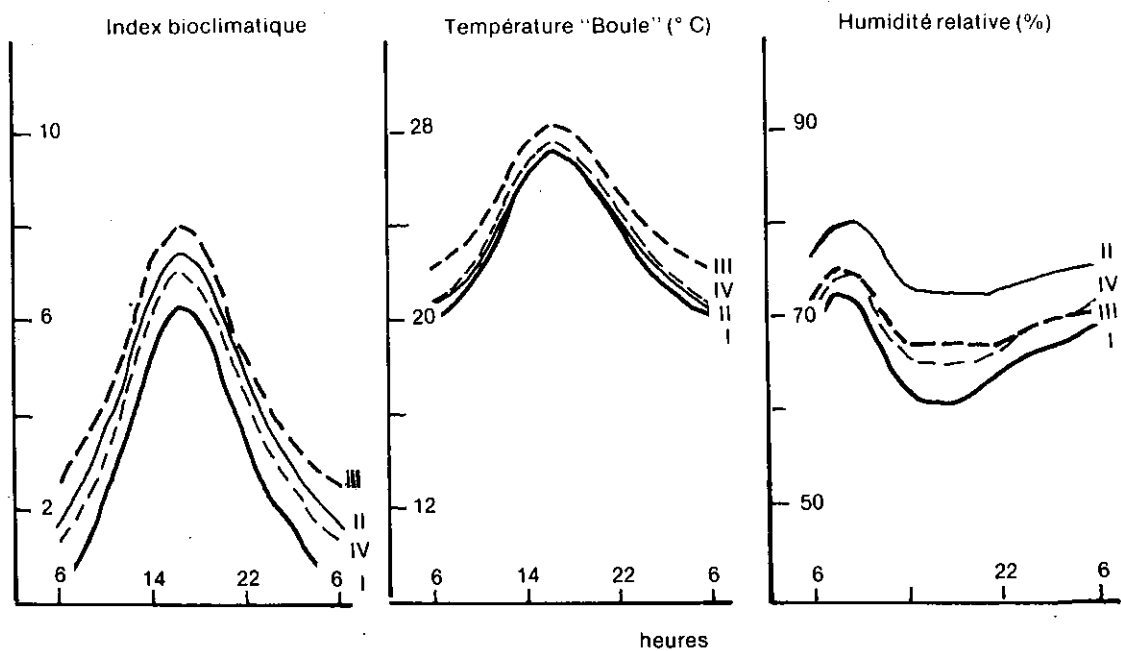 Index bioclimatique
10
6
2
III
II
IV
I
6 14 22 6
Température "Boule" (° C)
28
20
12
III
IV
II
I
6 14 22 6
Humidité relative (%)
90
70
50
II
IV
III
I
6 22 6
heures